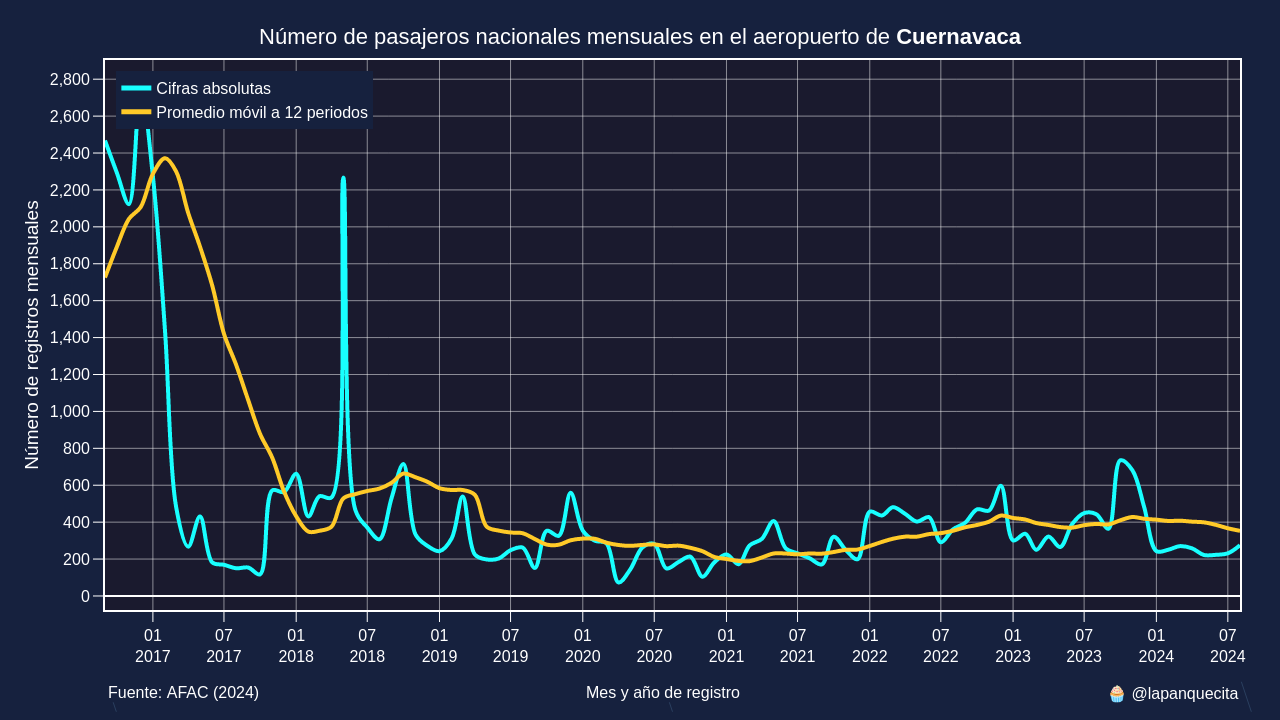 Número de pasajeros nacionales mensuales en el aeropuerto de Cuernavaca
Cifras absolutas
Promedio móvil a 12 periodos
Número de registros mensuales
2,800
2,600
2,400
2,200
2,000
1,800
1,600
1,400
1,200
1,000
800
600
400
200
0
01 07 01 07 01 07 01 07 01 07 01 07 01 07 01 07
2017 2017 2018 2018 2019 2019 2020 2020 2021 2021 2022 2022 2023 2023 2024 2024
Fuente: AFAC (2024)
Mes y año de registro
🧁 @lapanquecita